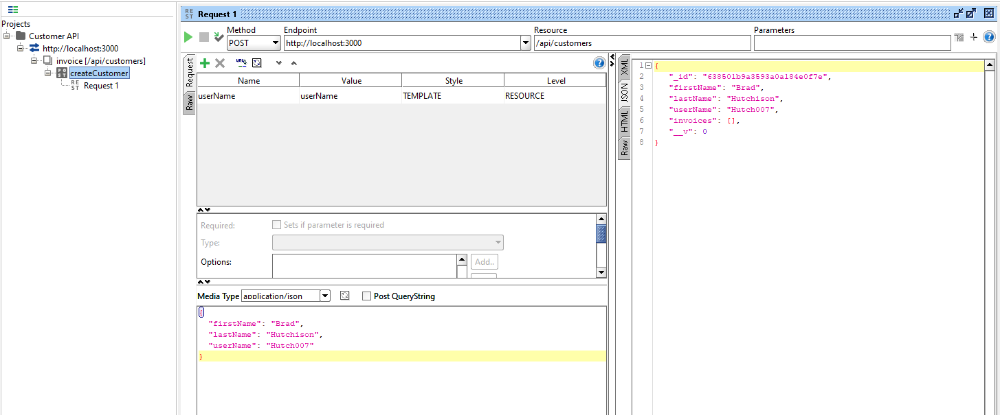 Projects
Customer API
http://localhost:3000
invoice [/api/customers]
POST createCustomer
REST Request 1
REST Request 1
Method Endpoint Resource Parameters
POST http://localhost:3000 /api/customers
Request
Raw
Name Value Style Level
userName userName TEMPLATE RESOURCE
Required: Sets if parameter is required
Type:
Options: Add..
Media Type application/json Post QueryString
{
"firstName": "Brad",
"lastName": "Hutchison",
"userName": "Hutch007"
}
XML
JSON
HTML
Raw
1 {
2 "_id": "638501b9a3593a0a184e0f7e",
3 "firstName": "Brad",
4 "lastName": "Hutchison",
5 "userName": "Hutch007",
6 "invoices": [],
7 "__v": 0
8 }